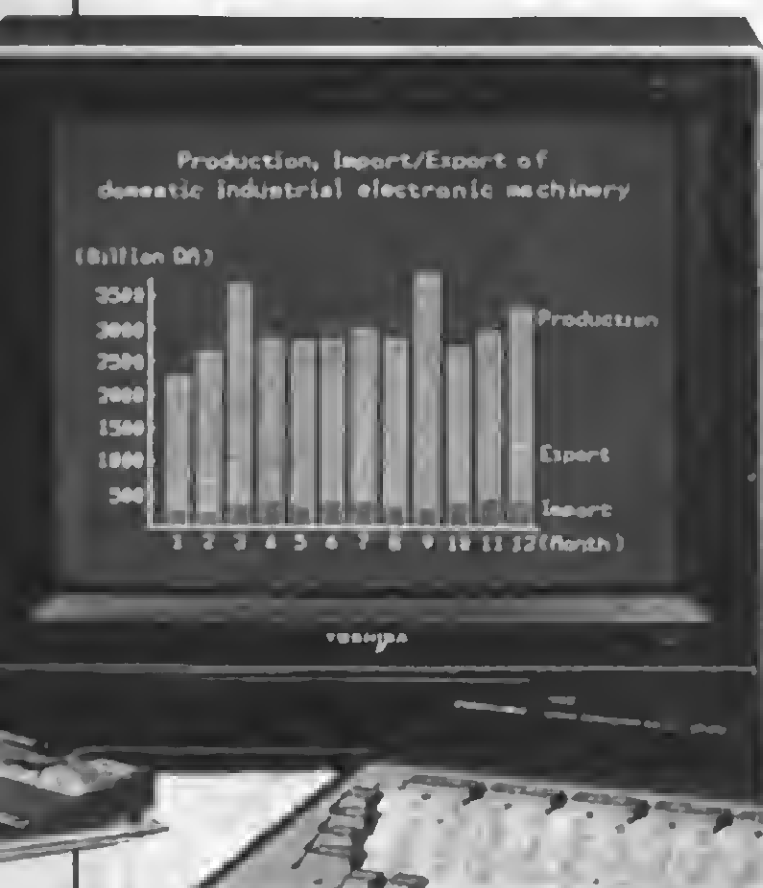 Production, Import/Export of
domestic industrial electronic machinery
(Billion
3500
3000
2500
2000
1500
1000
500
Production
Export
Import
1 2 3 4 5 6 7 8 9 10 11 12 (Month)
TOSHIBA